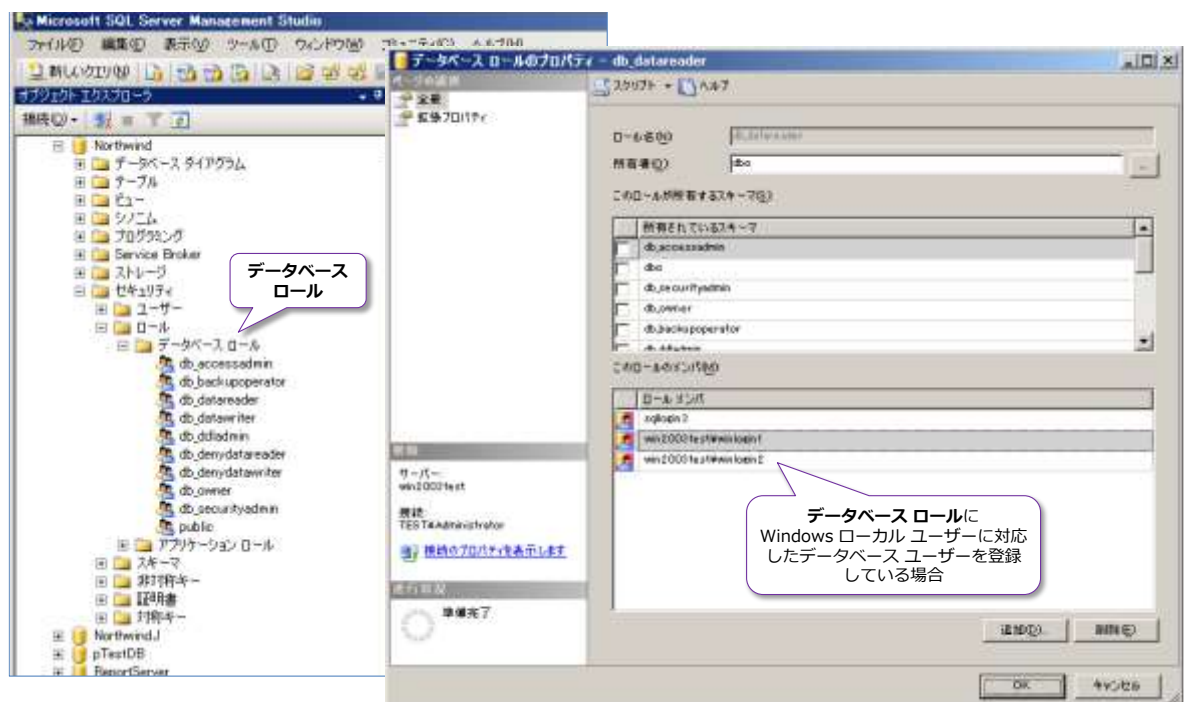 Microsoft SQL Server Management Studio
ファイル(F) 編集(E) 表示(V) ツール(T) ウィンドウ(W) コミュニティ(C) ヘルプ(H)
新しいクエリ(N)
オブジェクト エクスプローラ
接続(O)
Northwind
データベース ダイアグラム
テーブル
ビュー
シノニム
プログラミング
Service Broker
ストレージ
セキュリティ
ユーザー
ロール
データベース ロール
db_accessadmin
db_backupoperator
db_datareader
db_datawriter
db_ddladmin
db_denydatareader
db_denydatawriter
db_owner
db_securityadmin
public
アプリケーション ロール
スキーマ
非対称キー
証明書
対称キー
NorthwindJ
pTestDB
ReportServer
データベース
ロール
データベース ロールのプロパティ - db_datareader
ページの選択
全般
拡張プロパティ
スクリプト ヘルプ
ロール名(N)
db_datareader
所有者(O)
dbo
...
このロールが所有するスキーマ(S)
所有されているスキーマ
db_accessadmin
dbo
db_securityadmin
db_owner
db_backupoperator
db_ddladmin
このロールのメンバ(M)
ロール メンバ
sqllogin2
win2003test¥winlogin1
win2003test¥winlogin2
接続
サーバー:
win2003test
接続:
TEST¥Administrator
接続のプロパティを表示します
進行状況
準備完了
データベース ロールに
Windows ローカル ユーザーに対応
したデータベース ユーザーを登録
している場合
追加(D)... 削除(E)
OK キャンセル